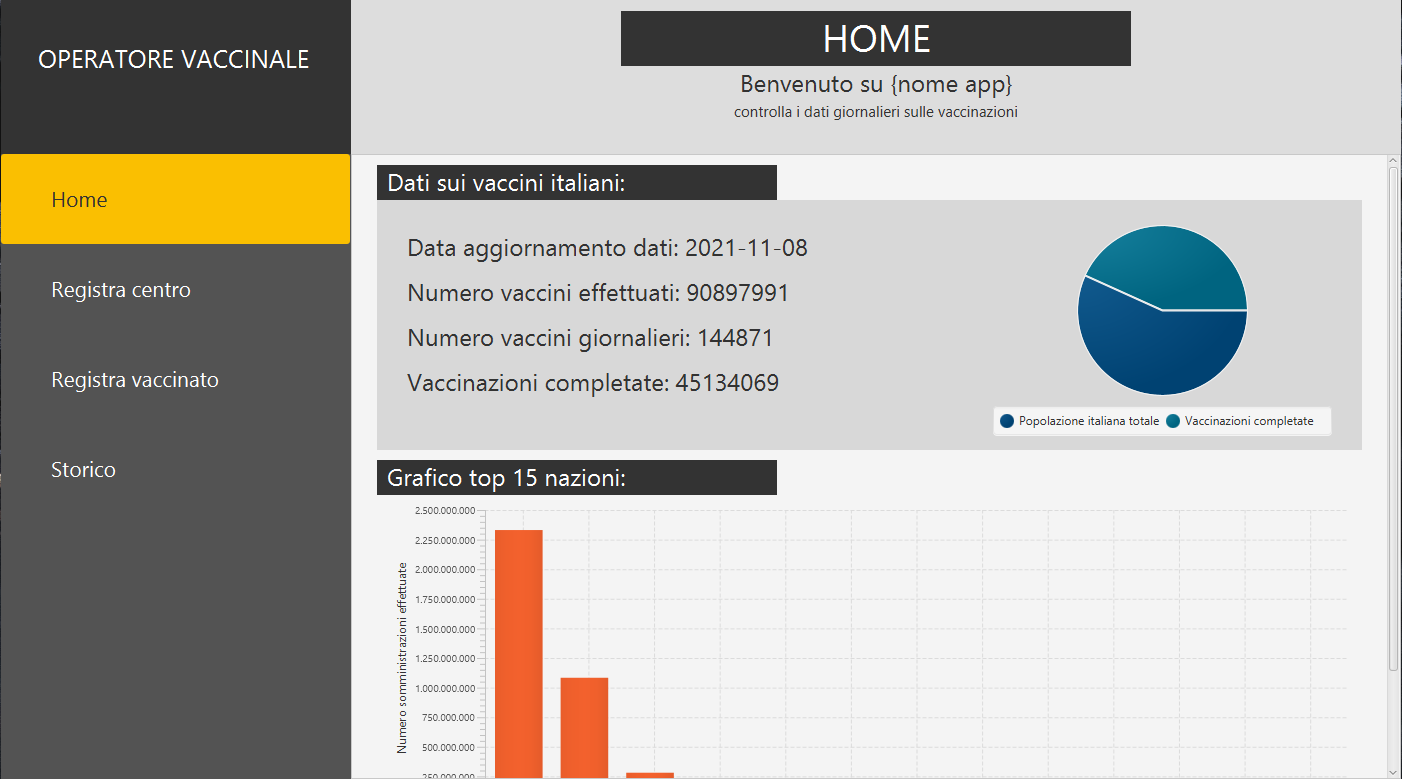 OPERATORE VACCINALE
Home
Registra centro
Registra vaccinato
Storico
HOME
Benvenuto su {nome app}
controlla i dati giornalieri sulle vaccinazioni
Dati sui vaccini italiani:
Data aggiornamento dati: 2021-11-08
Numero vaccini effettuati: 90897991
Numero vaccini giornalieri: 144871
Vaccinazioni completate: 45134069
Popolazione italiana totale Vaccinazioni completate
Grafico top 15 nazioni:
Numero somministrazioni effettuate
2.500.000.000
2.250.000.000
2.000.000.000
1.750.000.000
1.500.000.000
1.250.000.000
1.000.000.000
750.000.000
500.000.000
250.000.000